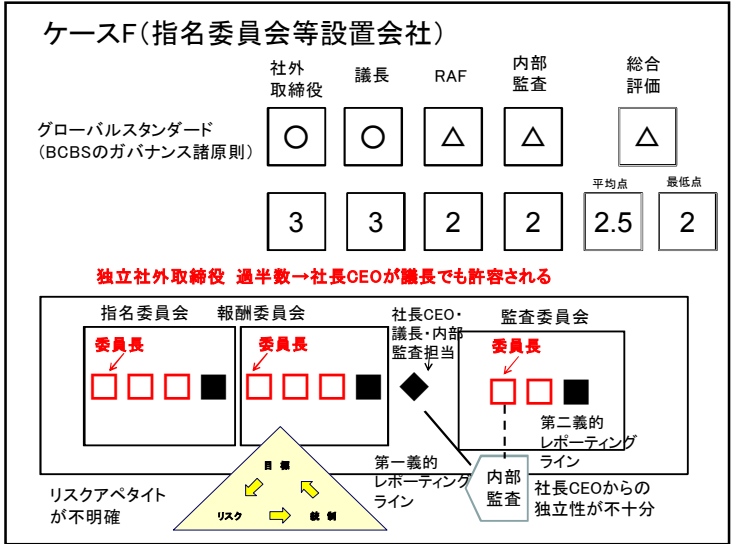 ケースF（指名委員会等設置会社）
社外
取締役
議長
RAF
内部
監査
総合
評価
グローバルスタンダード
（BCBSのガバナンス諸原則）
○
○
△
△
△
平均点
最低点
3
3
2
2
2.5
2
独立社外取締役 過半数→社長CEOが議長でも許容される
指名委員会
報酬委員会
社長CEO・
議長・内部
監査担当
監査委員会
委員長
委員長
委員長
第二義的
レポーティング
ライン
目 標
リスク
統 制
第一義的
レポーティング
ライン
内部
監査
社長CEOからの
独立性が不十分
リスクアペタイト
が不明確